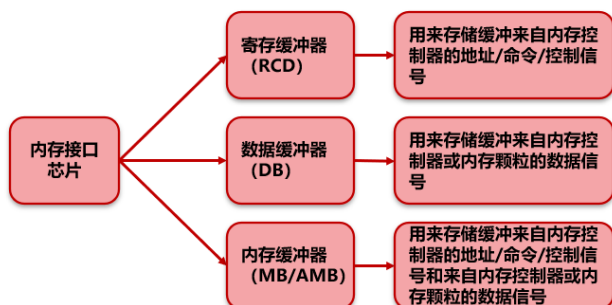 内存接口
芯片
寄存缓冲器
（RCD）
用来存储缓冲来自内存控
制器的地址/命令/控制信
号
数据缓冲器
（DB）
用来存储缓冲来自内存控
制器或内存颗粒的数据信
号
内存缓冲器
（MB/AMB）
用来存储缓冲来自内存控
制器的地址/命令/控制信
号和来自内存控制器或内
存颗粒的数据信号